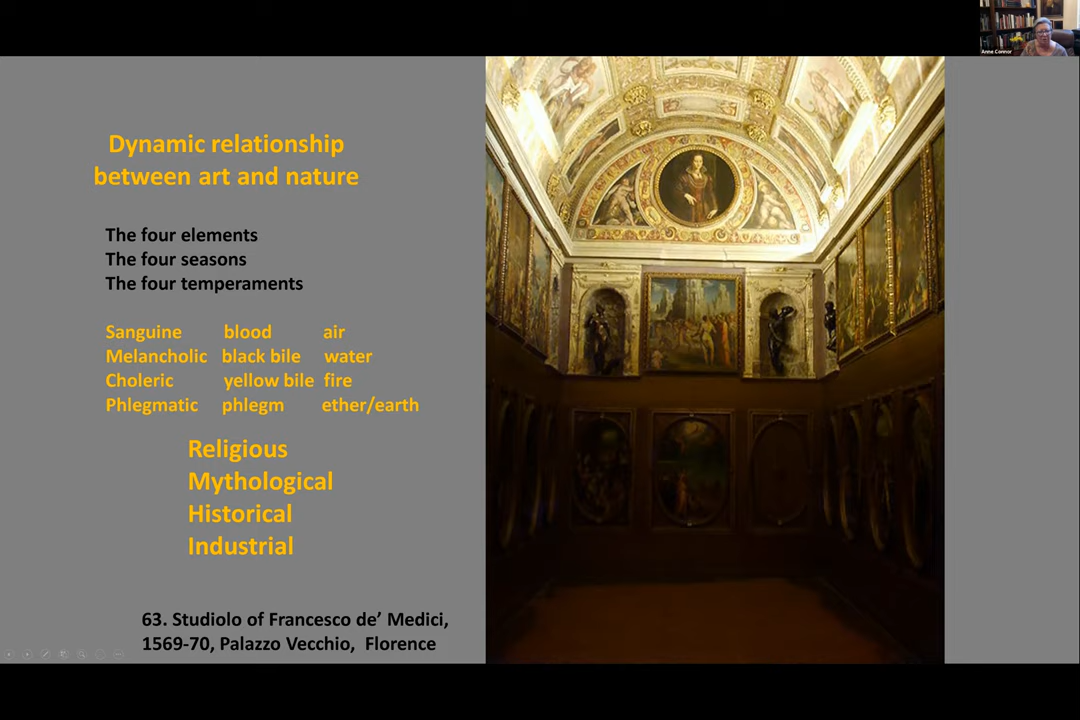 Anne Connor
Dynamic relationship
between art and nature
The four elements
The four seasons
The four temperaments
Sanguine blood air
Melancholic black bile water
Choleric yellow bile fire
Phlegmatic phlegm ether/earth
Religious
Mythological
Historical
Industrial
63. Studiolo of Francesco de’ Medici,
1569-70, Palazzo Vecchio, Florence